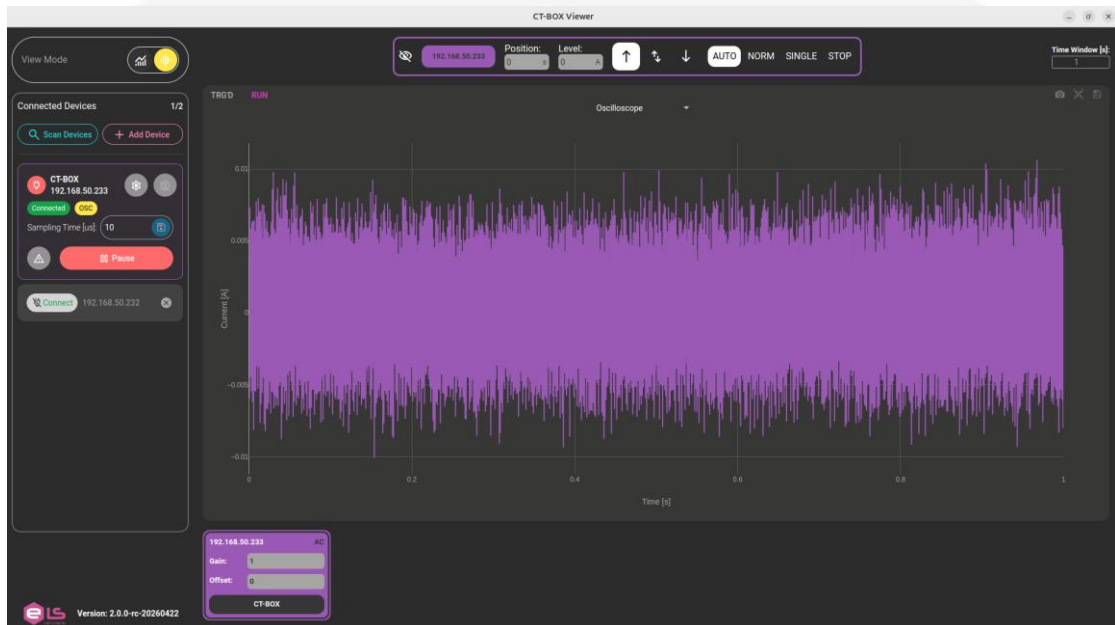 CT-BOX Viewer
View Mode
192.168.50.233
Position:
0 s
Level:
0 A
AUTO NORM SINGLE STOP
Time Window [s]:
1
Connected Devices 1/2
Scan Devices
Add Device
CT-BOX
192.168.50.233
Connected OSC
Sampling Time [us]: 10
Pause
Connect 192.168.50.232
TRG'D RUN
Oscilloscope
0.01
0.005
0
−0.005
−0.01
Current [A]
0 0.2 0.4 0.6 0.8 1
Time [s]
192.168.50.233 AC
Gain: 1
Offset: 0
CT-BOX
eLS
Version: 2.0.0-rc-20260422